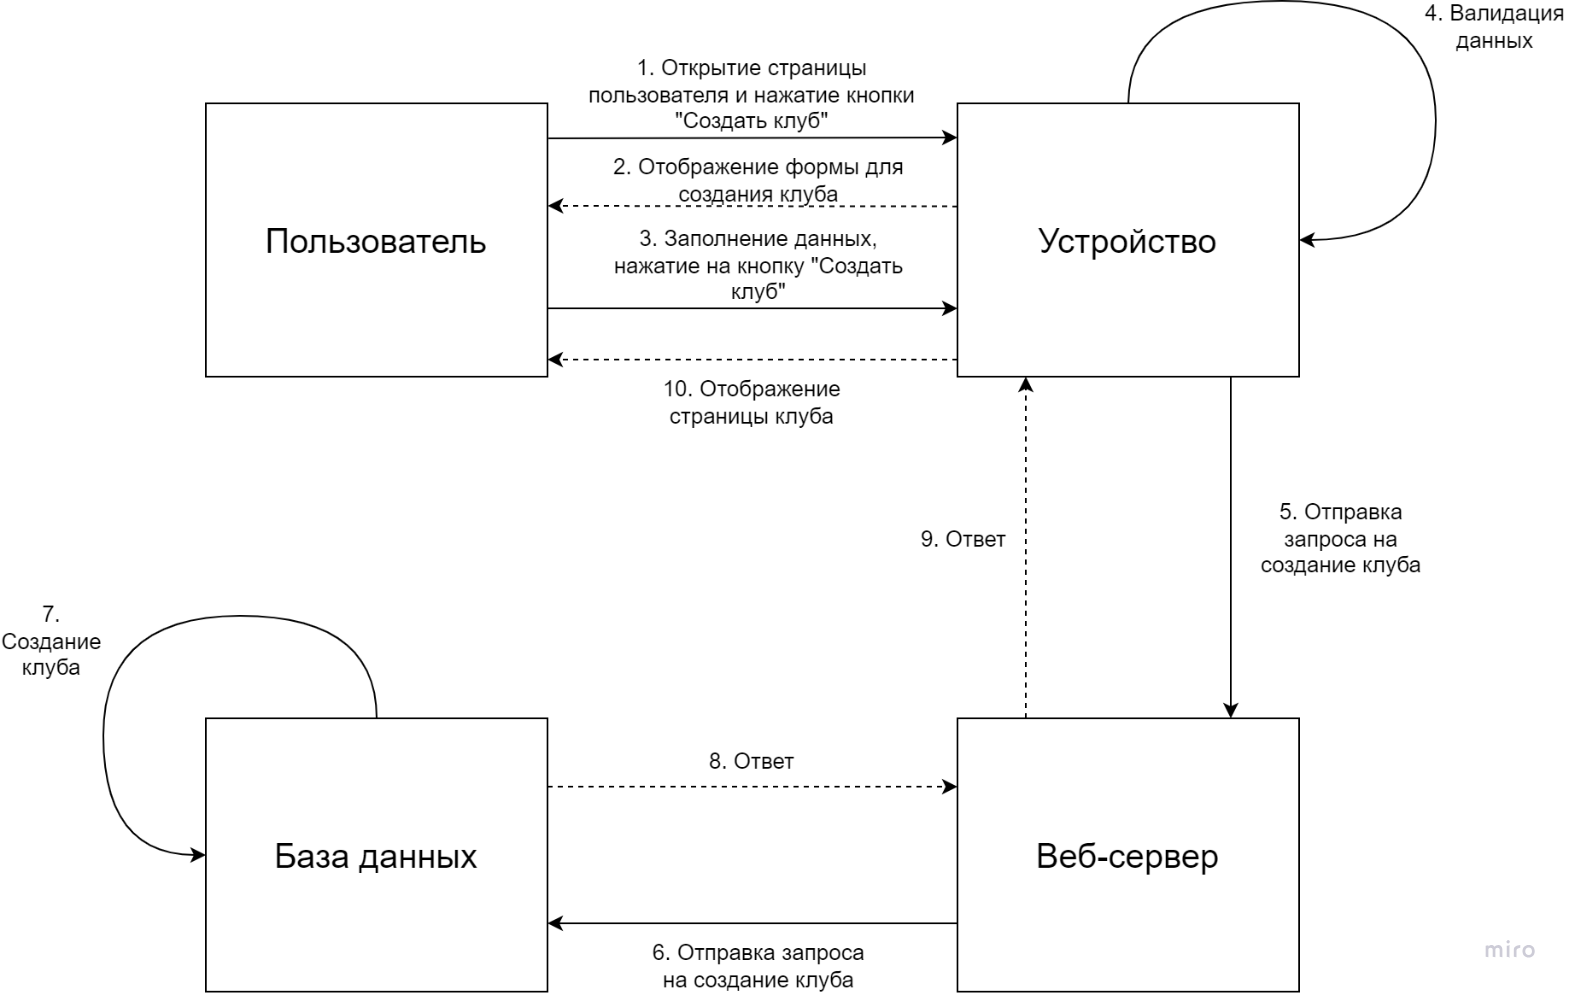 4. Валидация
данных
1. Открытие страницы
пользователя и нажатие кнопки
"Создать клуб"
2. Отображение формы для
создания клуба
Пользователь
Устройство
3. Заполнение данных,
нажатие на кнопку "Создать
клуб"
10. Отображение
страницы клуба
5. Отправка
запроса на
создание клуба
9. Ответ
7.
Создание
клуба
8. Ответ
База данных
Веб-сервер
6. Отправка запроса
на создание клуба
miro